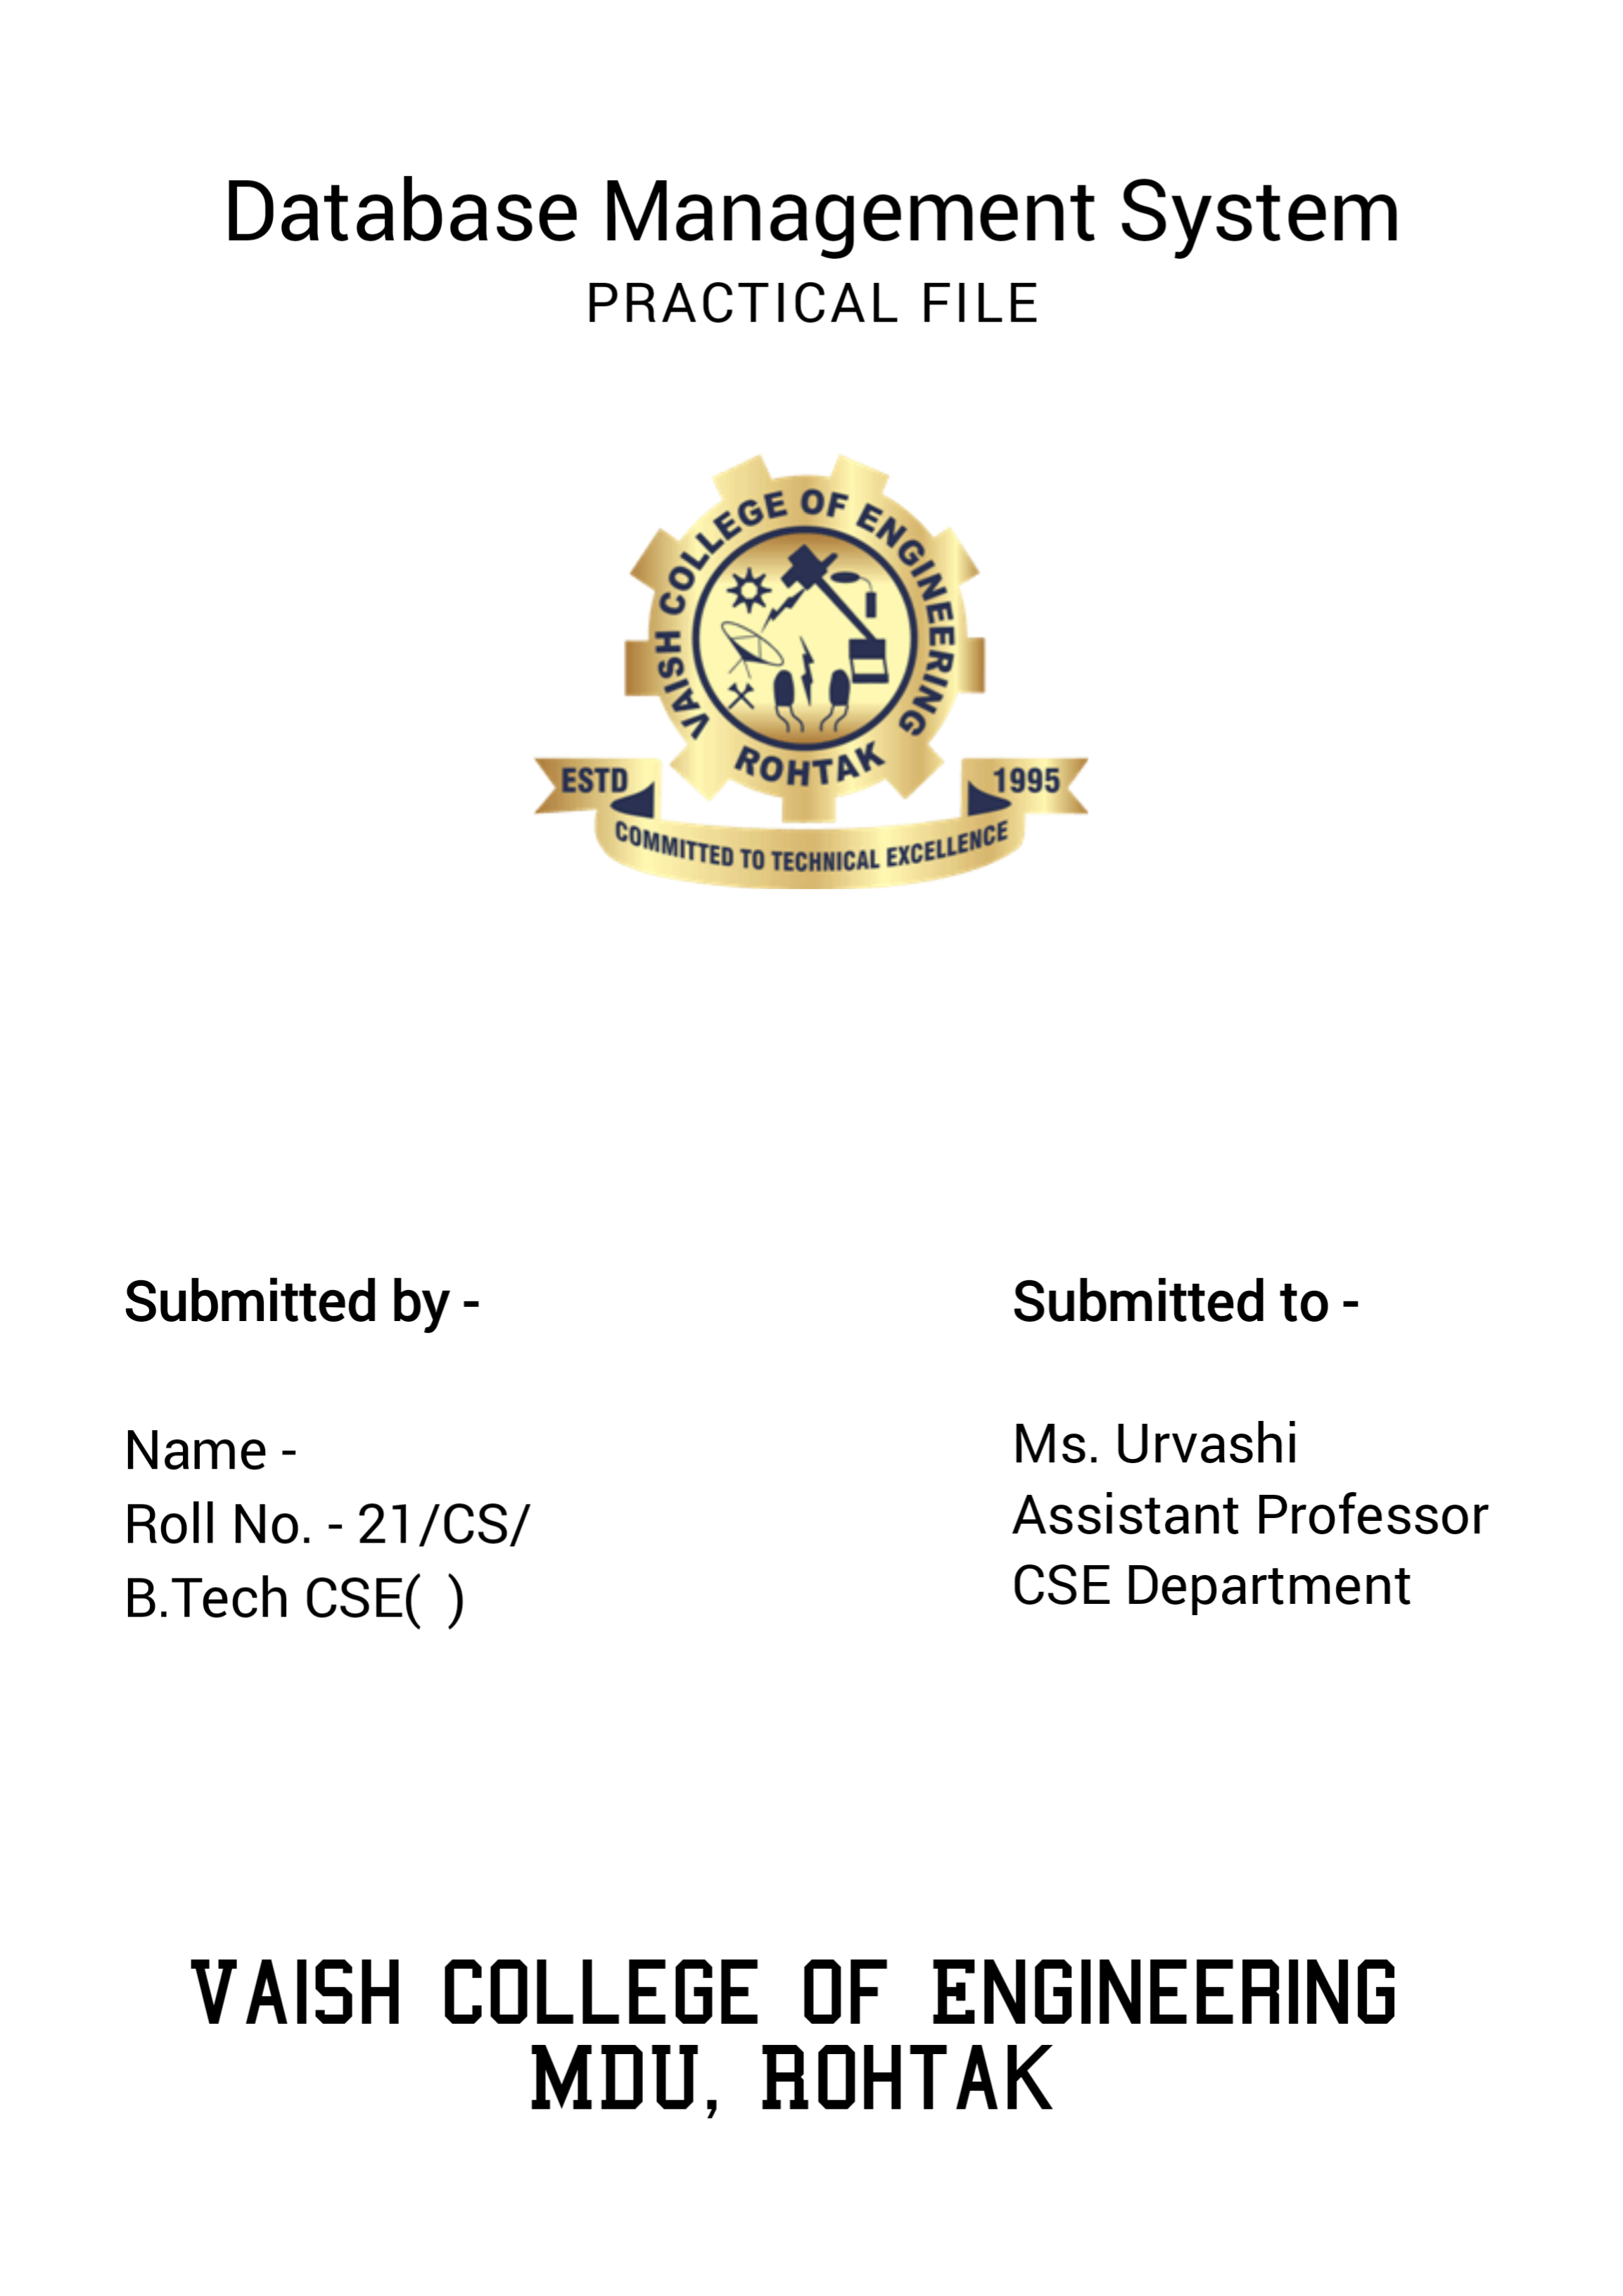 Database Management System
PRACTICAL FILE
VAISH COLLEGE OF ENGINEERING
ROHTAK
ESTD
1995
COMMITTED TO TECHNICAL EXCELLENCE
Submitted by -
Name -
Roll No. - 21/CS/
B.Tech CSE( )
Submitted to -
Ms. Urvashi
Assistant Professor
CSE Department
VAISH COLLEGE OF ENGINEERING
MDU, ROHTAK